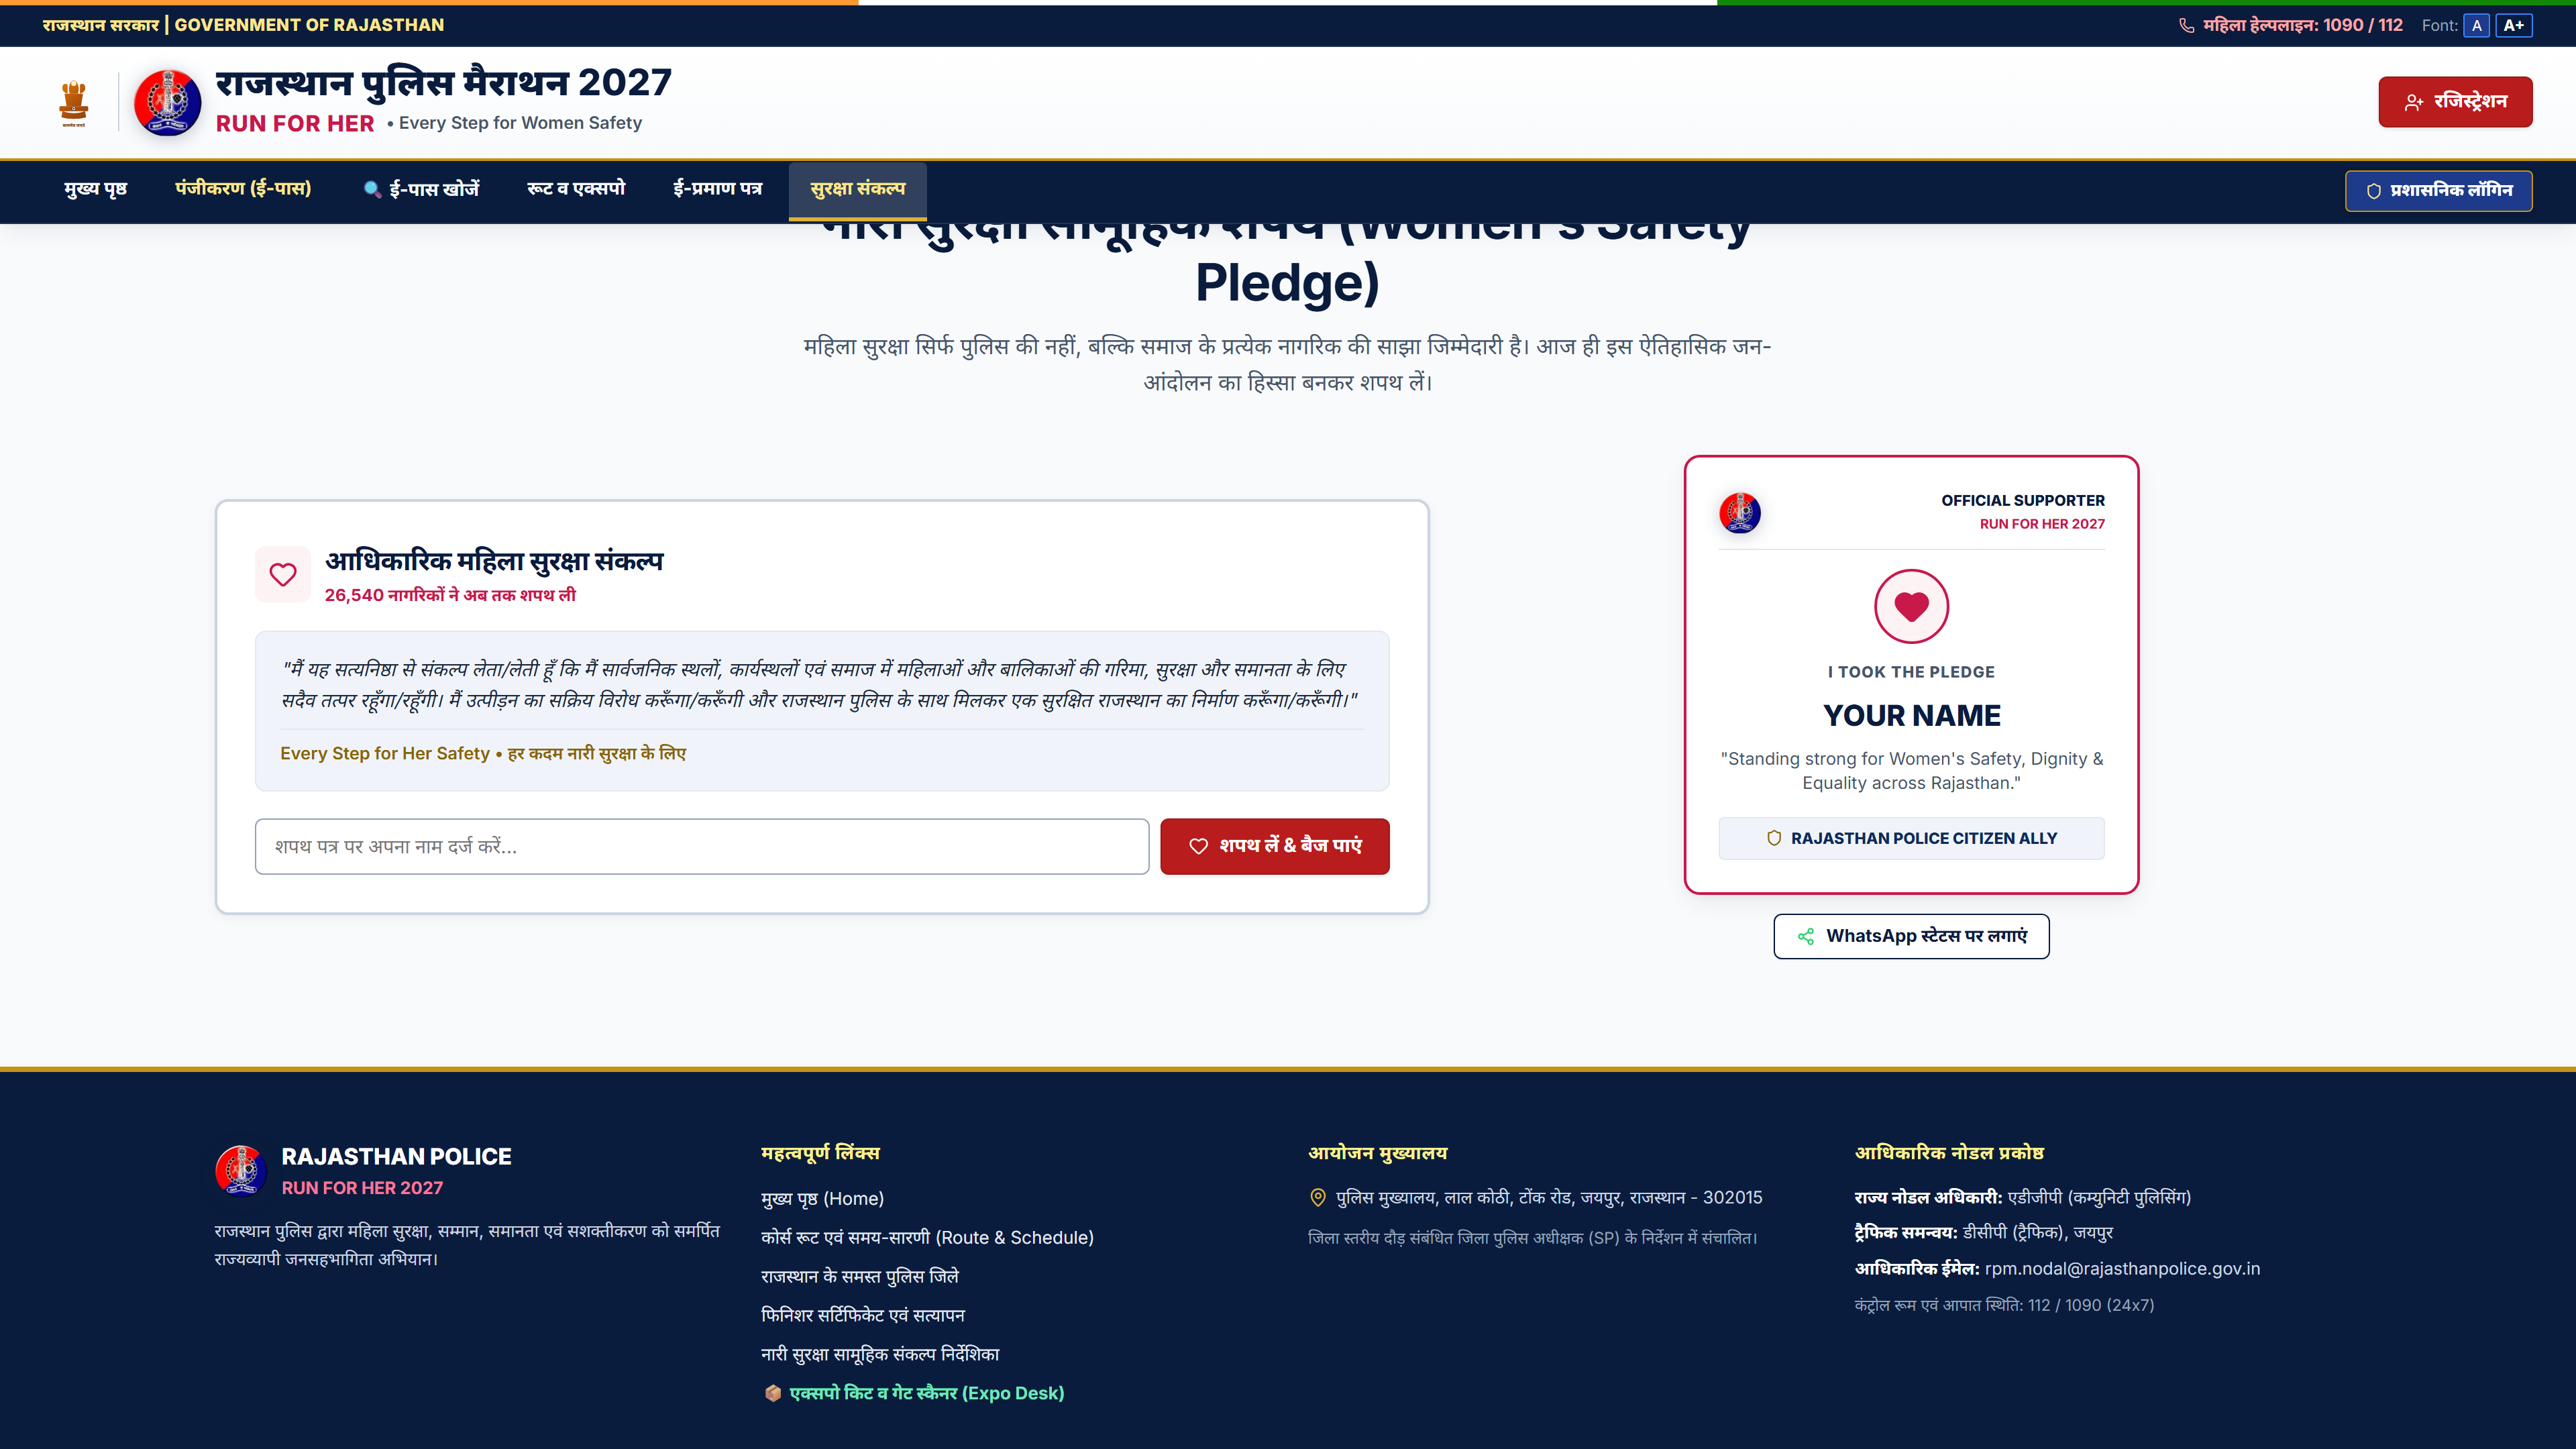 राजस्थान सरकार | GOVERNMENT OF RAJASTHAN
महिला हेल्पलाइन: 1090 / 112
Font: A A+
राजस्थान पुलिस मैराथन 2027
RUN FOR HER • Every Step for Women Safety
रजिस्ट्रेशन
मुख्य पृष्ठ
पंजीकरण (ई-पास)
ई-पास खोजें
रूट व एक्सपो
ई-प्रमाण पत्र
सुरक्षा संकल्प
प्रशासनिक लॉगिन
नारी सुरक्षा सामूहिक शपथ (Women's Safety
Pledge)
महिला सुरक्षा सिर्फ पुलिस की नहीं, बल्कि समाज के प्रत्येक नागरिक की साझा जिम्मेदारी है। आज ही इस ऐतिहासिक जन-
आंदोलन का हिस्सा बनकर शपथ लें।
आधिकारिक महिला सुरक्षा संकल्प
26,540 नागरिकों ने अब तक शपथ ली
"मैं यह सत्यनिष्ठा से संकल्प लेता/लेती हूँ कि मैं सार्वजनिक स्थलों, कार्यस्थलों एवं समाज में महिलाओं और बालिकाओं की गरिमा, सुरक्षा और समानता के लिए
सदैव तत्पर रहूँगा/रहूँगी। मैं उत्पीड़न का सक्रिय विरोध करूँगा/करूँगी और राजस्थान पुलिस के साथ मिलकर एक सुरक्षित राजस्थान का निर्माण करूँगा/करूँगी।"
Every Step for Her Safety • हर कदम नारी सुरक्षा के लिए
शपथ पत्र पर अपना नाम दर्ज करें...
शपथ लें & बैज पाएं
OFFICIAL SUPPORTER
RUN FOR HER 2027
I TOOK THE PLEDGE
YOUR NAME
"Standing strong for Women's Safety, Dignity &
Equality across Rajasthan."
RAJASTHAN POLICE CITIZEN ALLY
WhatsApp स्टेटस पर लगाएं
RAJASTHAN POLICE
RUN FOR HER 2027
राजस्थान पुलिस द्वारा महिला सुरक्षा, सम्मान, समानता एवं सशक्तीकरण को समर्पित
राज्यव्यापी जनसहभागिता अभियान।
महत्वपूर्ण लिंक्स
मुख्य पृष्ठ (Home)
कोर्स रूट एवं समय-सारणी (Route & Schedule)
राजस्थान के समस्त पुलिस जिले
फिनिशर सर्टिफिकेट एवं सत्यापन
नारी सुरक्षा सामूहिक संकल्प निर्देशिका
एक्सपो किट व गेट स्कैनर (Expo Desk)
आयोजन मुख्यालय
पुलिस मुख्यालय, लाल कोठी, टोंक रोड, जयपुर, राजस्थान - 302015
जिला स्तरीय दौड़ संबंधित जिला पुलिस अधीक्षक (SP) के निर्देशन में संचालित।
आधिकारिक नोडल प्रकोष्ठ
राज्य नोडल अधिकारी: एडीजीपी (कम्युनिटी पुलिसिंग)
ट्रैफिक समन्वय: डीसीपी (ट्रैफिक), जयपुर
आधिकारिक ईमेल: rpm.nodal@rajasthanpolice.gov.in
कंट्रोल रूम एवं आपात स्थिति: 112 / 1090 (24x7)